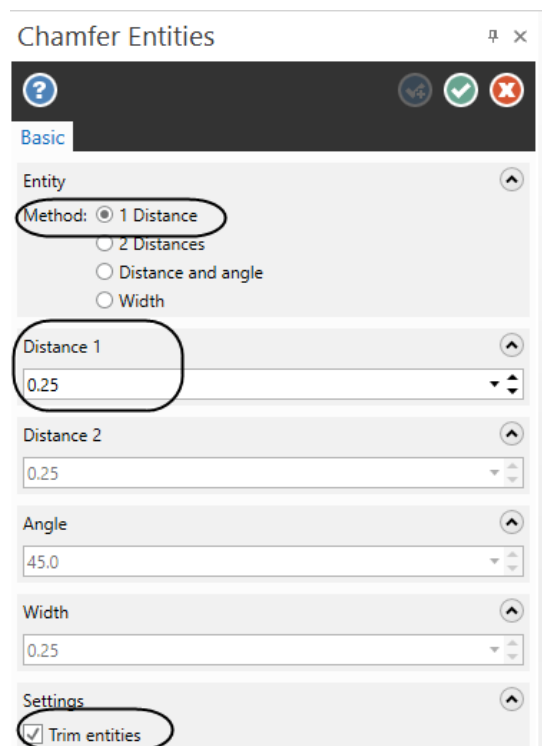 Chamfer Entities
Basic
Entity
Method: 1 Distance
2 Distances
Distance and angle
Width
Distance 1
0.25
Distance 2
0.25
Angle
45.0
Width
0.25
Settings
Trim entities